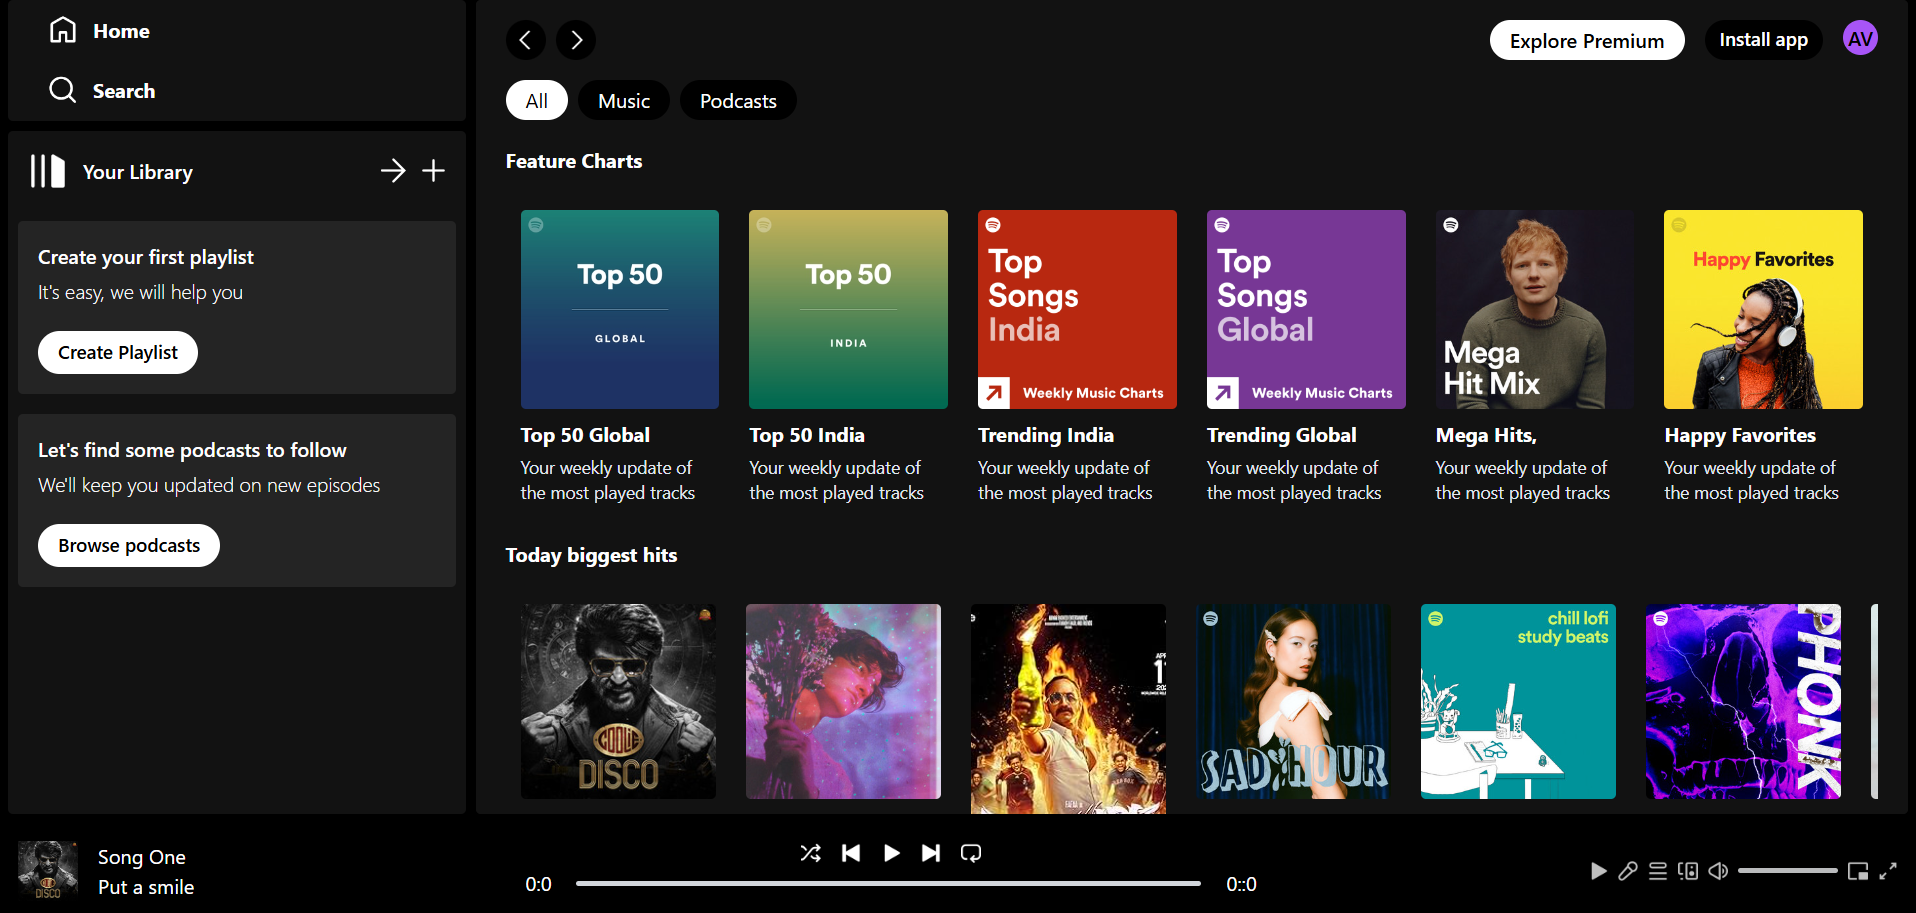 Home
Search
Your Library
Create your first playlist
It's easy, we will help you
Create Playlist
Let's find some podcasts to follow
We'll keep you updated on new episodes
Browse podcasts
Explore Premium
Install app
AV
All
Music
Podcasts
Feature Charts
Top 50
GLOBAL
Top 50 Global
Your weekly update of
the most played tracks
Top 50
INDIA
Top 50 India
Your weekly update of
the most played tracks
Top
Songs
India
Weekly Music Charts
Trending India
Your weekly update of
the most played tracks
Top
Songs
Global
Weekly Music Charts
Trending Global
Your weekly update of
the most played tracks
Mega
Hit Mix
Mega Hits,
Your weekly update of
the most played tracks
Happy Favorites
Happy Favorites
Your weekly update of
the most played tracks
Today biggest hits
COOLIE
DISCO
SAD HOUR
chill lofi
study beats
PHONK
DISCO
Song One
Put a smile
0:0
0::0